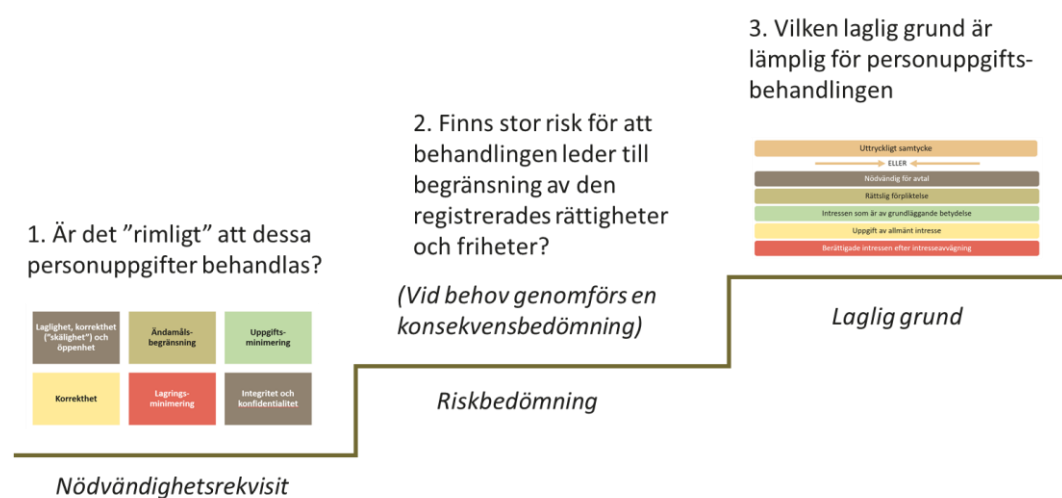 1. Är det ”rimligt” att dessa
personuppgifter behandlas?
Laglighet, korrekthet
(”skälighet”) och
öppenhet
Ändamåls-
begränsning
Uppgifts-
minimering
Korrekthet
Lagrings-
minimering
Integritet och
konfidentialitet
Nödvändighetsrekvisit
2. Finns stor risk för att
behandlingen leder till
begränsning av den
registrerades rättigheter
och friheter?
(Vid behov genomförs en
konsekvensbedömning)
Riskbedömning
3. Vilken laglig grund är
lämplig för personuppgifts-
behandlingen
Uttryckligt samtycke
ELLER
Nödvändig för avtal
Rättslig förpliktelse
Intressen som är av grundläggande betydelse
Uppgift av allmänt intresse
Berättigade intressen efter intresseavvägning
Laglig grund